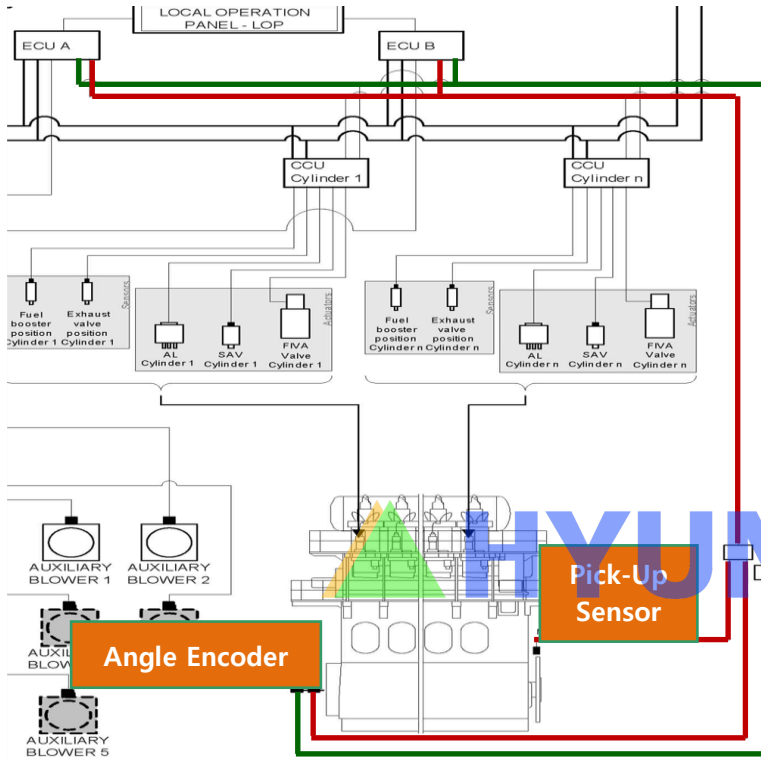 LOCAL OPERATION
PANEL - LOP
ECU A
ECU B
CCU
Cylinder 1
CCU
Cylinder n
Sensors
Fuel
booster
position
Cylinder 1
Exhaust
valve
position
Cylinder 1
Actuators
AL
Cylinder 1
SAV
Cylinder 1
FIVA
Valve
Cylinder 1
Sensors
Fuel
booster
position
Cylinder n
Exhaust
valve
position
Cylinder n
Actuators
AL
Cylinder n
SAV
Cylinder n
FIVA
Valve
Cylinder n
AUXILIARY
BLOWER 1
AUXILIARY
BLOWER 2
HYUN
Pick-Up
Sensor
Angle Encoder
AUXILIARY
BLOWER 5